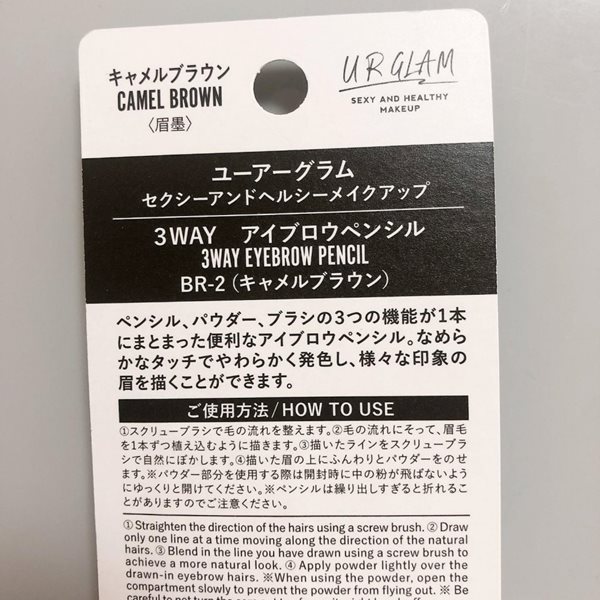 キャメルブラウン
CAMEL BROWN
〈眉墨〉
UR GLAM
SEXY AND HEALTHY
MAKEUP
ユーアーグラム
セクシーアンドヘルシーメイクアップ
3WAY アイブロウペンシル
3WAY EYEBROW PENCIL
BR-2（キャメルブラウン）
ペンシル、パウダー、ブラシの3つの機能が1本
にまとまった便利なアイブロウペンシル。なめら
かなタッチでやわらかく発色し、様々な印象の
眉を描くことができます。
ご使用方法/HOW TO USE
①スクリューブラシで毛の流れを整えます。②毛の流れにそって、眉毛
を1本ずつ植え込むように描きます。③描いたラインをスクリューブラ
シで自然にぼかします。④描いた眉の上にふんわりとパウダーをのせ
ます。※パウダー部分を使用する際は開封時に中の粉が飛ばないよう
にゆっくりと開けてください。※ペンシルは繰り出しすぎると折れるこ
とがありますのでご注意ください。
① Straighten the direction of the hairs using a screw brush. ② Draw
only one line at a time moving along the direction of the natural
hairs. ③ Blend in the line you have drawn using a screw brush to
achieve a more natural look. ④ Apply powder lightly over the
drawn-in eyebrow hairs. ※When using the powder, open the
compartment slowly to prevent the powder from flying out. ※ Be
careful to not turn the